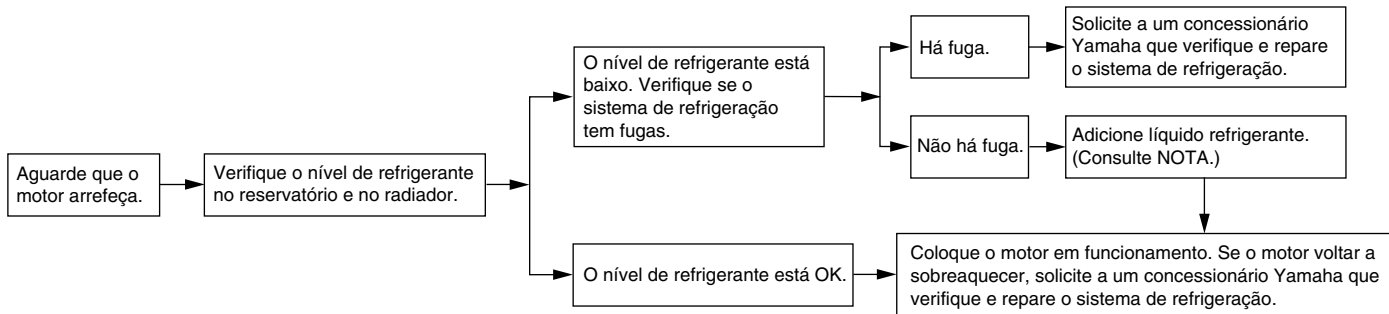 Aguarde que o
motor arrefeça.
Verifique o nível de refrigerante
no reservatório e no radiador.
O nível de refrigerante está
baixo. Verifique se o
sistema de refrigeração
tem fugas.
Há fuga.
Solicite a um concessionário
Yamaha que verifique e repare
o sistema de refrigeração.
Não há fuga.
Adicione líquido refrigerante.
(Consulte NOTA.)
O nível de refrigerante está OK.
Coloque o motor em funcionamento. Se o motor voltar a
sobreaquecer, solicite a um concessionário Yamaha que
verifique e repare o sistema de refrigeração.